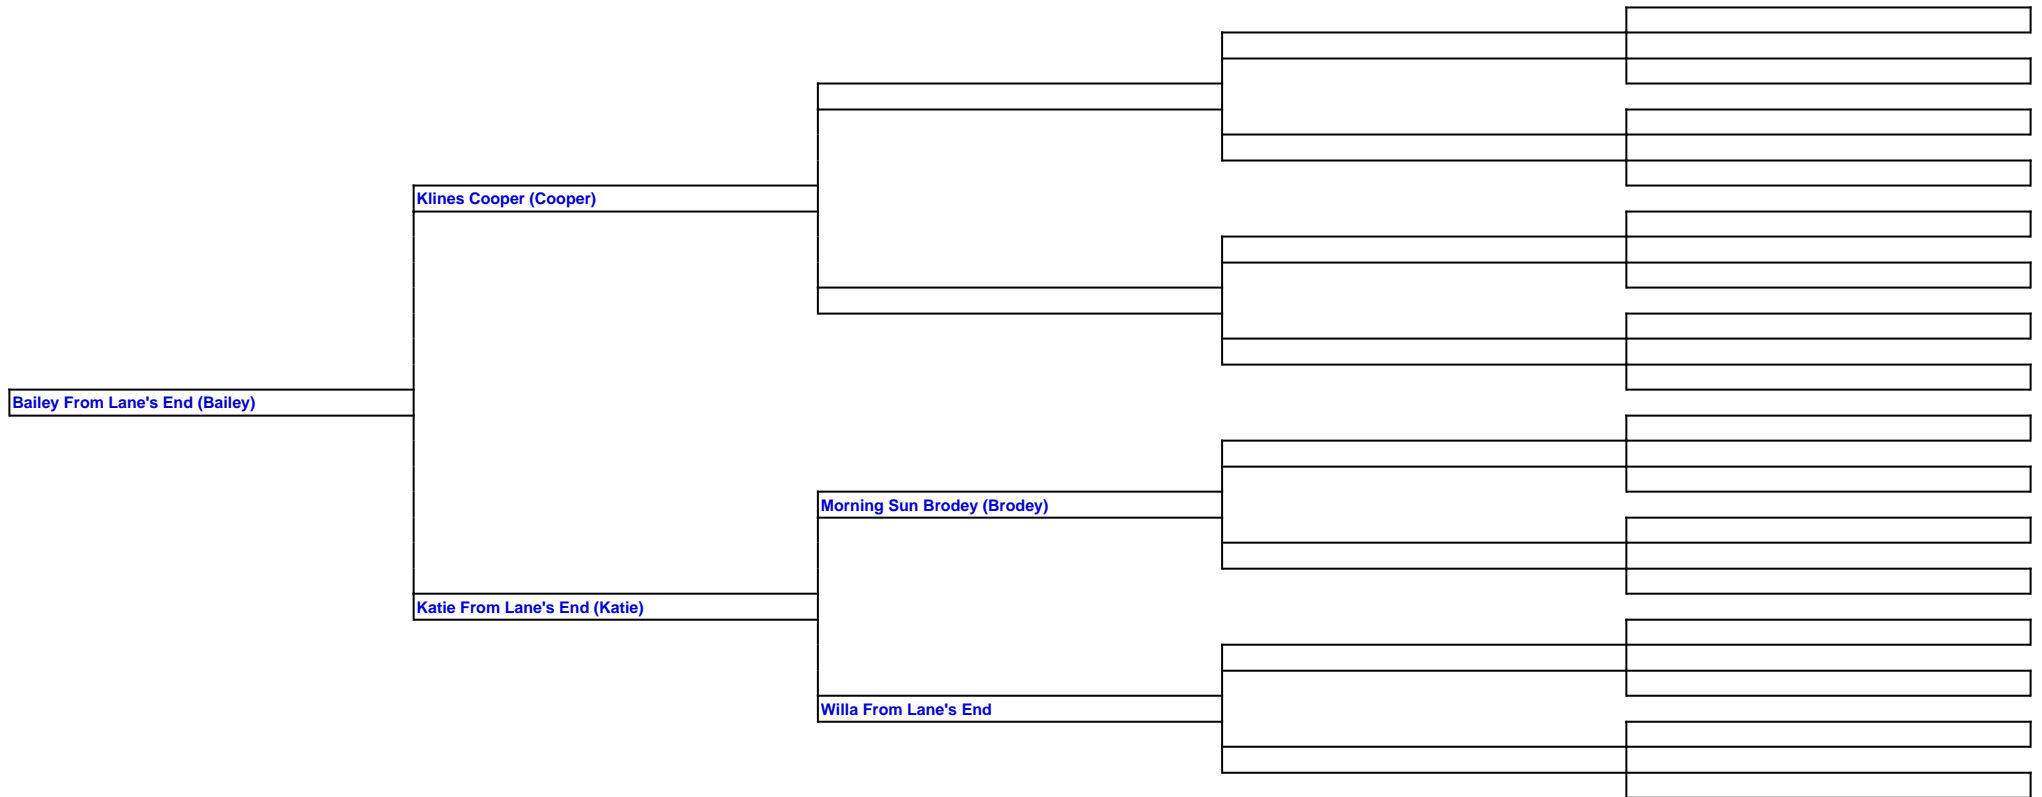 Klines Cooper (Cooper)
Bailey From Lane's End (Bailey)
Morning Sun Brodey (Brodey)
Katie From Lane's End (Katie)
Willa From Lane's End